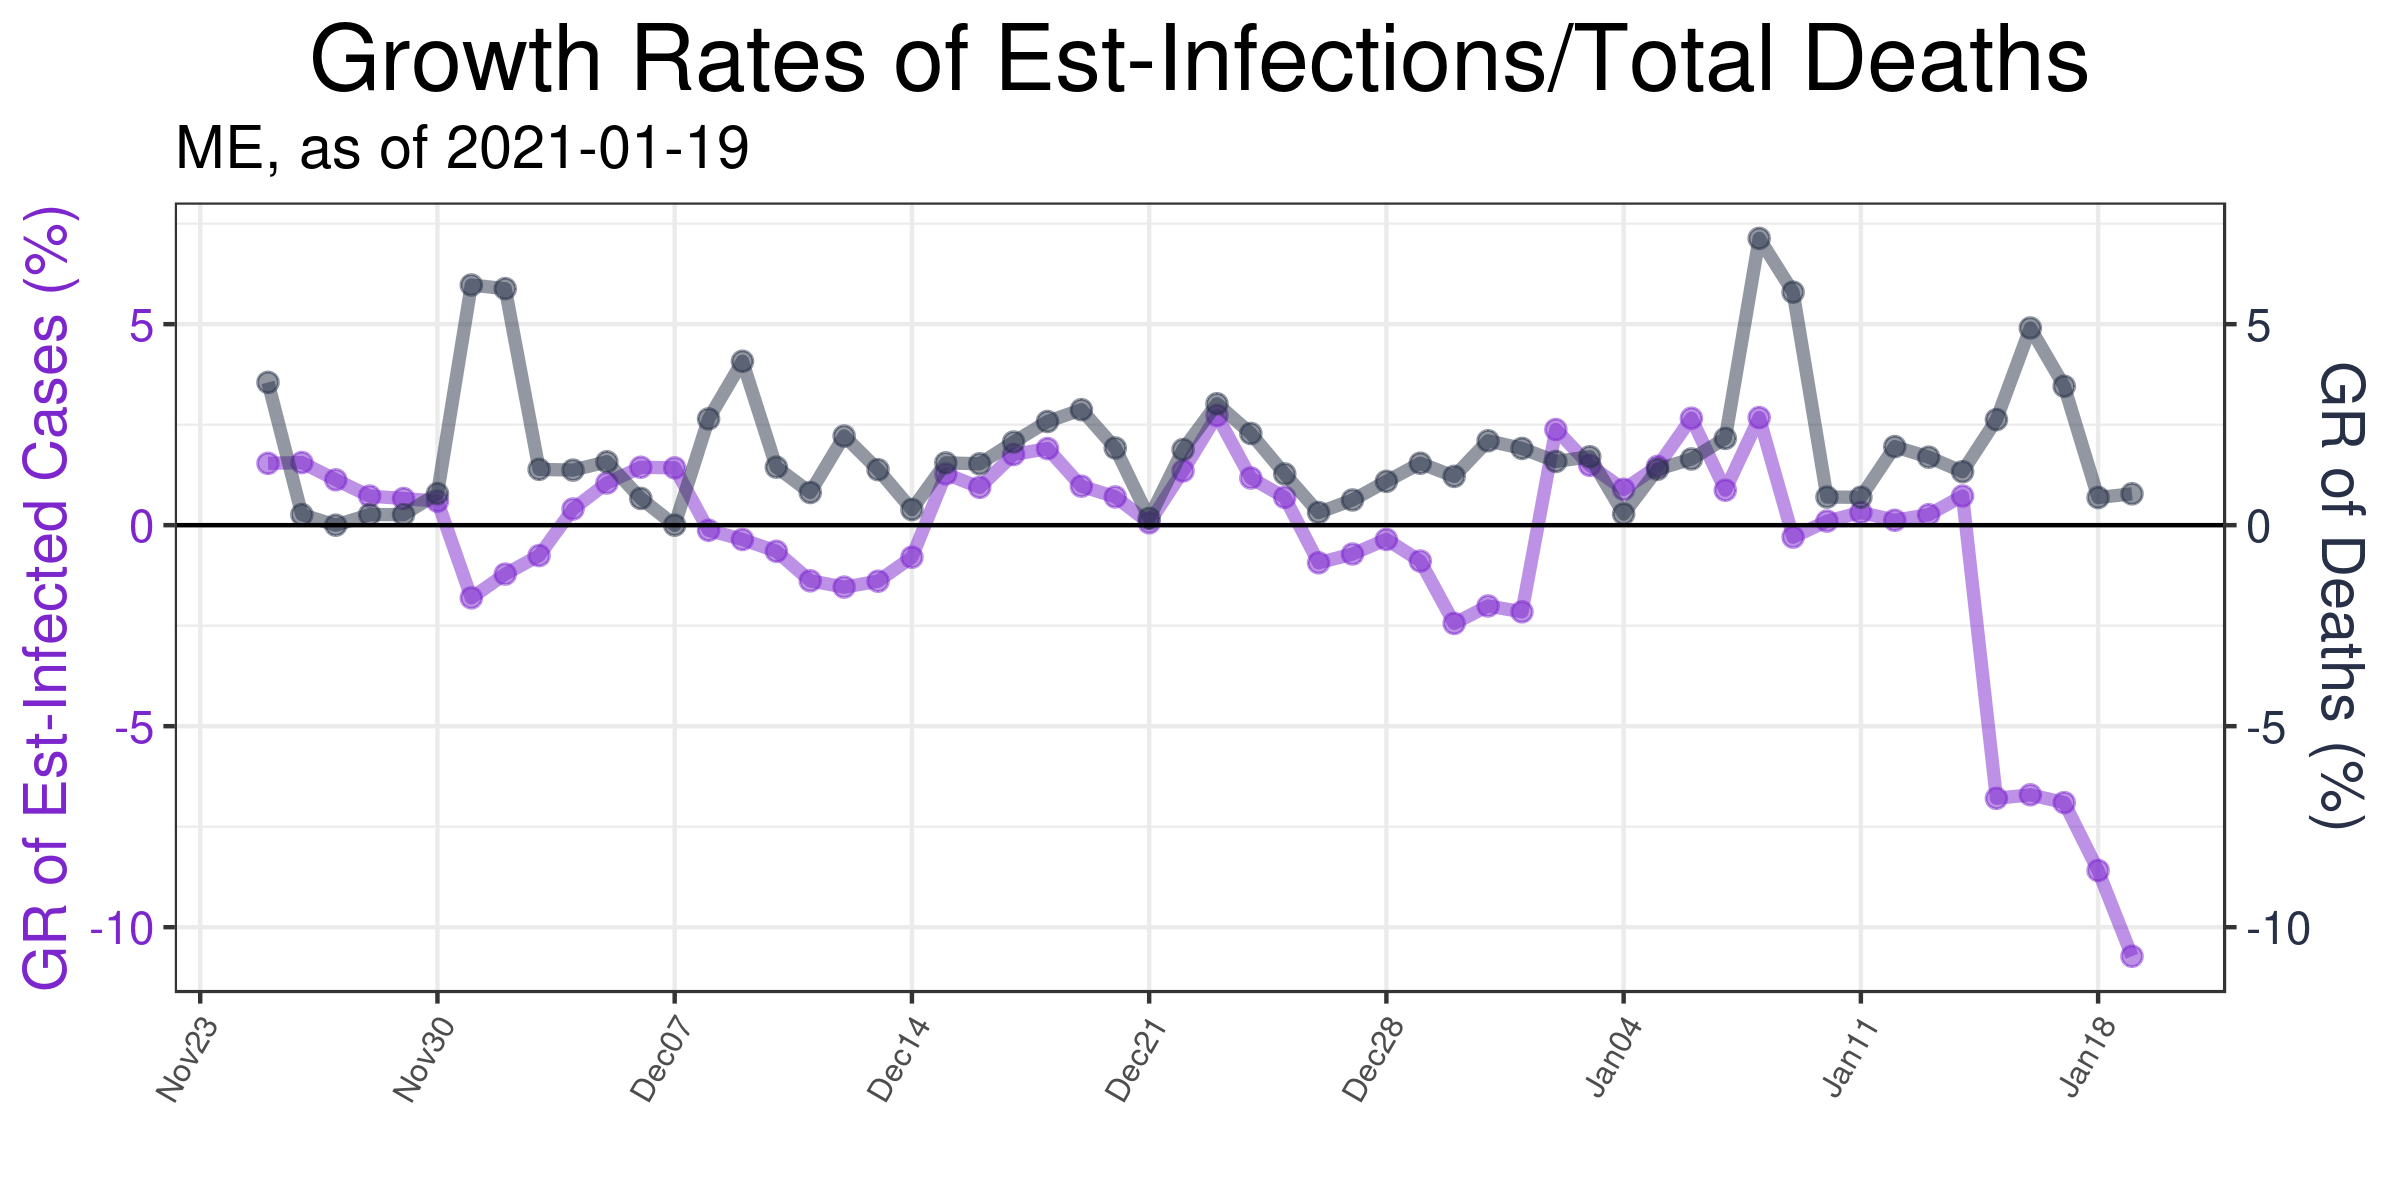 Growth Rates of Est-Infections/Total Deaths
ME, as of 2021-01-19
GR of Est-Infected Cases (%)
5
0
-5
-10
5
0
-5
-10
GR of Deaths (%)
Nov23
Nov30
Dec07
Dec14
Dec21
Dec28
Jan04
Jan11
Jan18